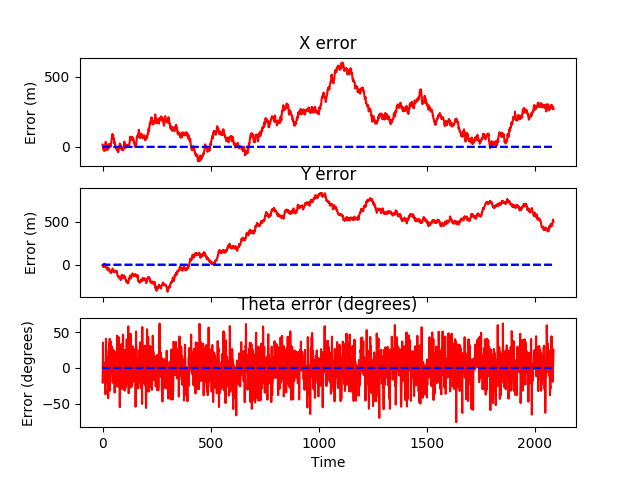 X error
500
0
Error (m)
Y error
500
0
Error (m)
Theta error (degrees)
50
0
−50
Error (degrees)
0 500 1000 1500 2000
Time